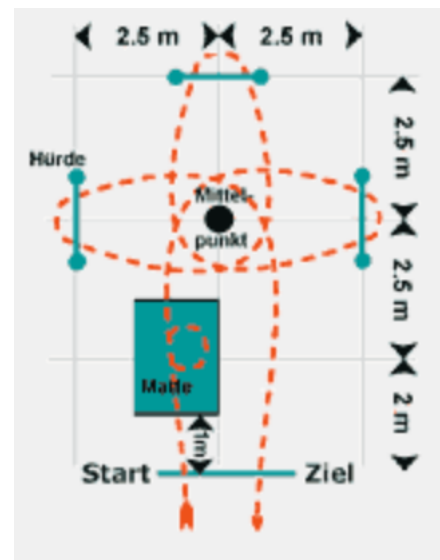 2.5 m 2.5 m
2.5 m
Hürde
Mittel-
punkt
2.5 m
Matte
2 m
1m
Start Ziel